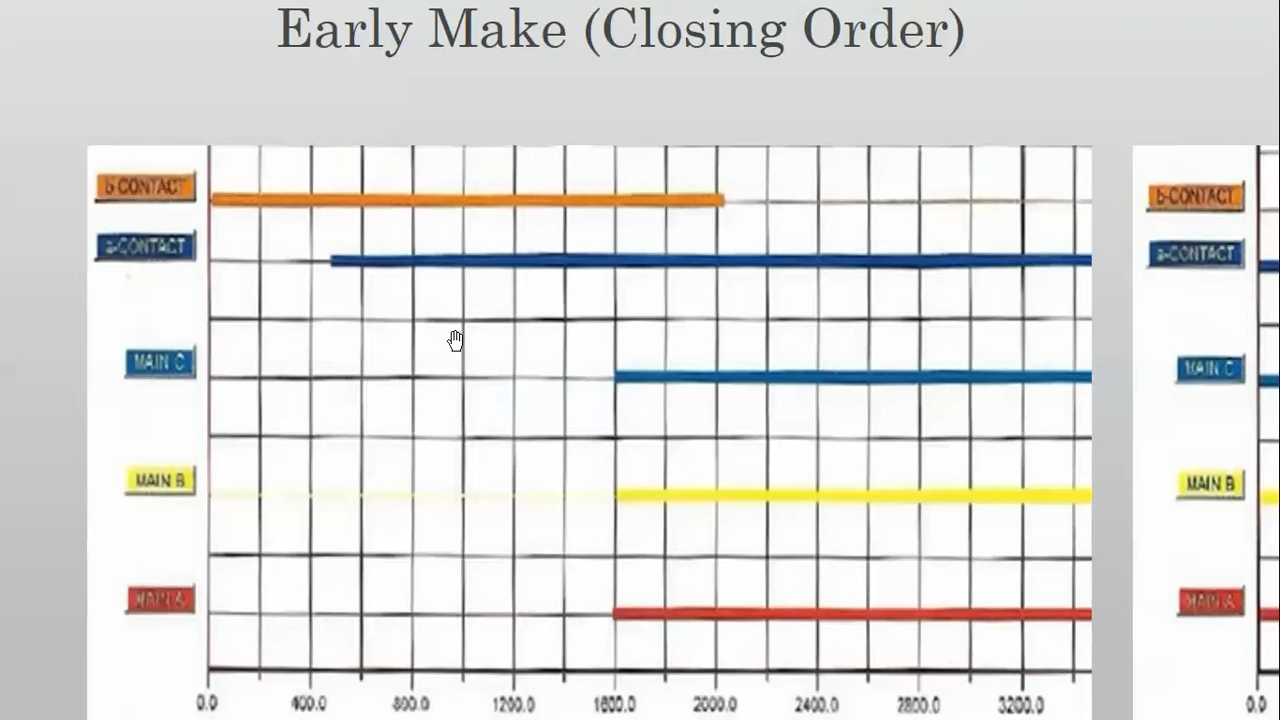 Early Make (Closing Order)
b-CONTACT
a-CONTACT
MAIN C
MAIN B
MAIN A
0.0 400.0 800.0 1200.0 1600.0 2000.0 2400.0 2800.0 3200.0
b-CONTACT
a-CONTACT
MAIN C
MAIN B
MAIN A
0.0